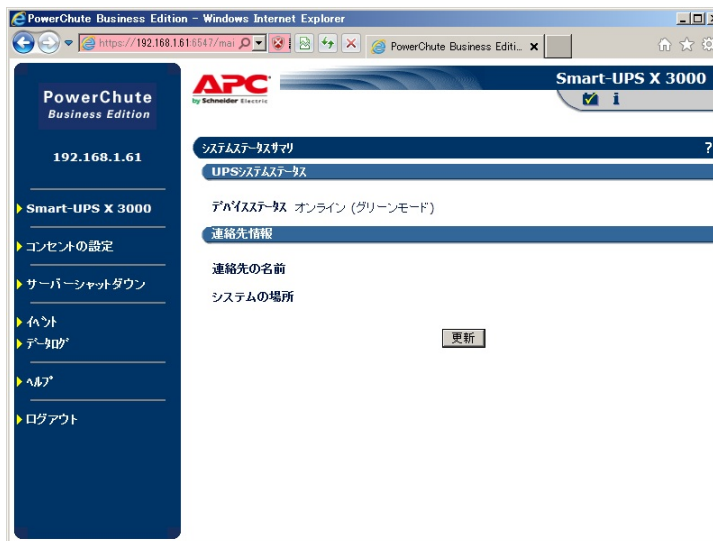 PowerChute Business Edition - Windows Internet Explorer
https://192.168.1.61:6547/mai
PowerChute Business Editi...
PowerChute
Business Edition
192.168.1.61
Smart-UPS X 3000
コンセントの設定
サーバーシャットダウン
イベント
データログ
ヘルプ
ログアウト
APC
by Schneider Electric
Smart-UPS X 3000
システムステータスサマリ
?
UPSシステムステータス
デバイスステータス オンライン (グリーンモード)
連絡先情報
連絡先の名前
システムの場所
更新